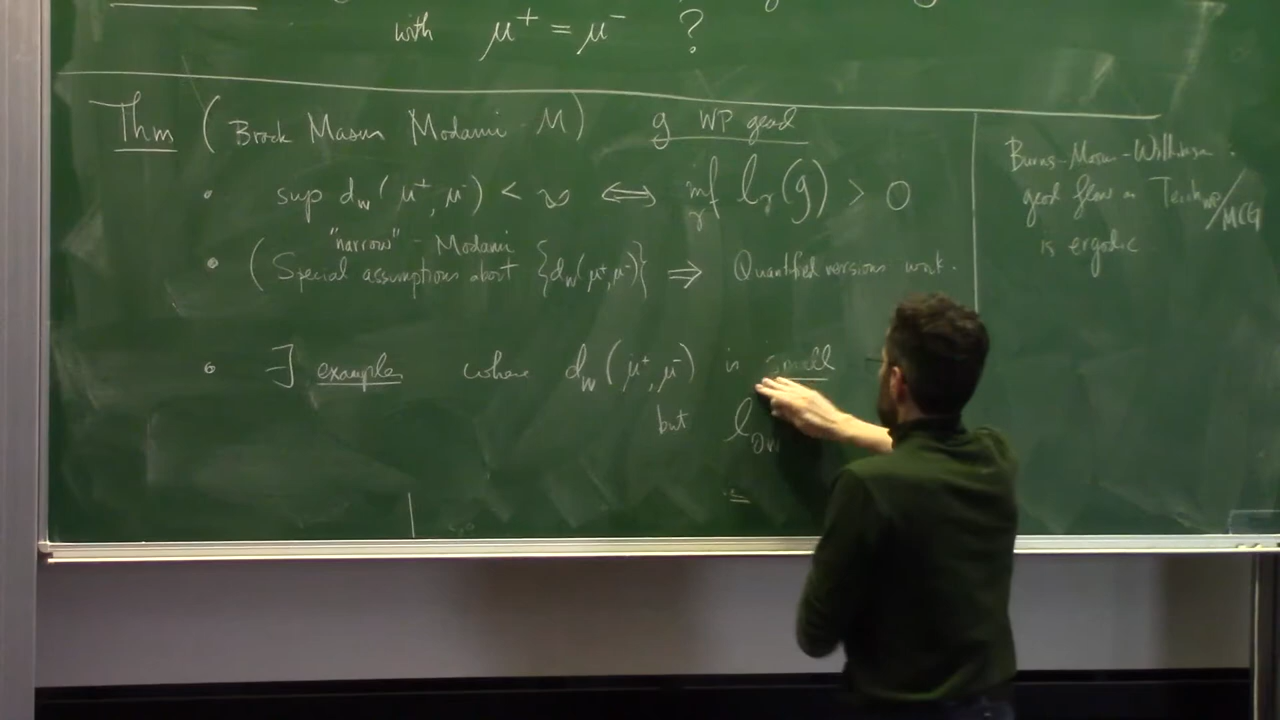 with μ⁺ = μ⁻ ?
Thm (Brock Masur Modami M) g WP geod
• sup d_W(μ⁺, μ⁻) < ∞ ⟺ inf_γ l_γ(g) > 0
"narrow" - Modami
• (Special assumptions about {d_W(μ⁺, μ⁻)} ⇒ Quantified versions work.
• ∃ example where d_W(μ⁺, μ⁻) is small
but l_∂W
Burns-Masur-Wilkinson:
geod flow on Teich_WP/MCG
is ergodic